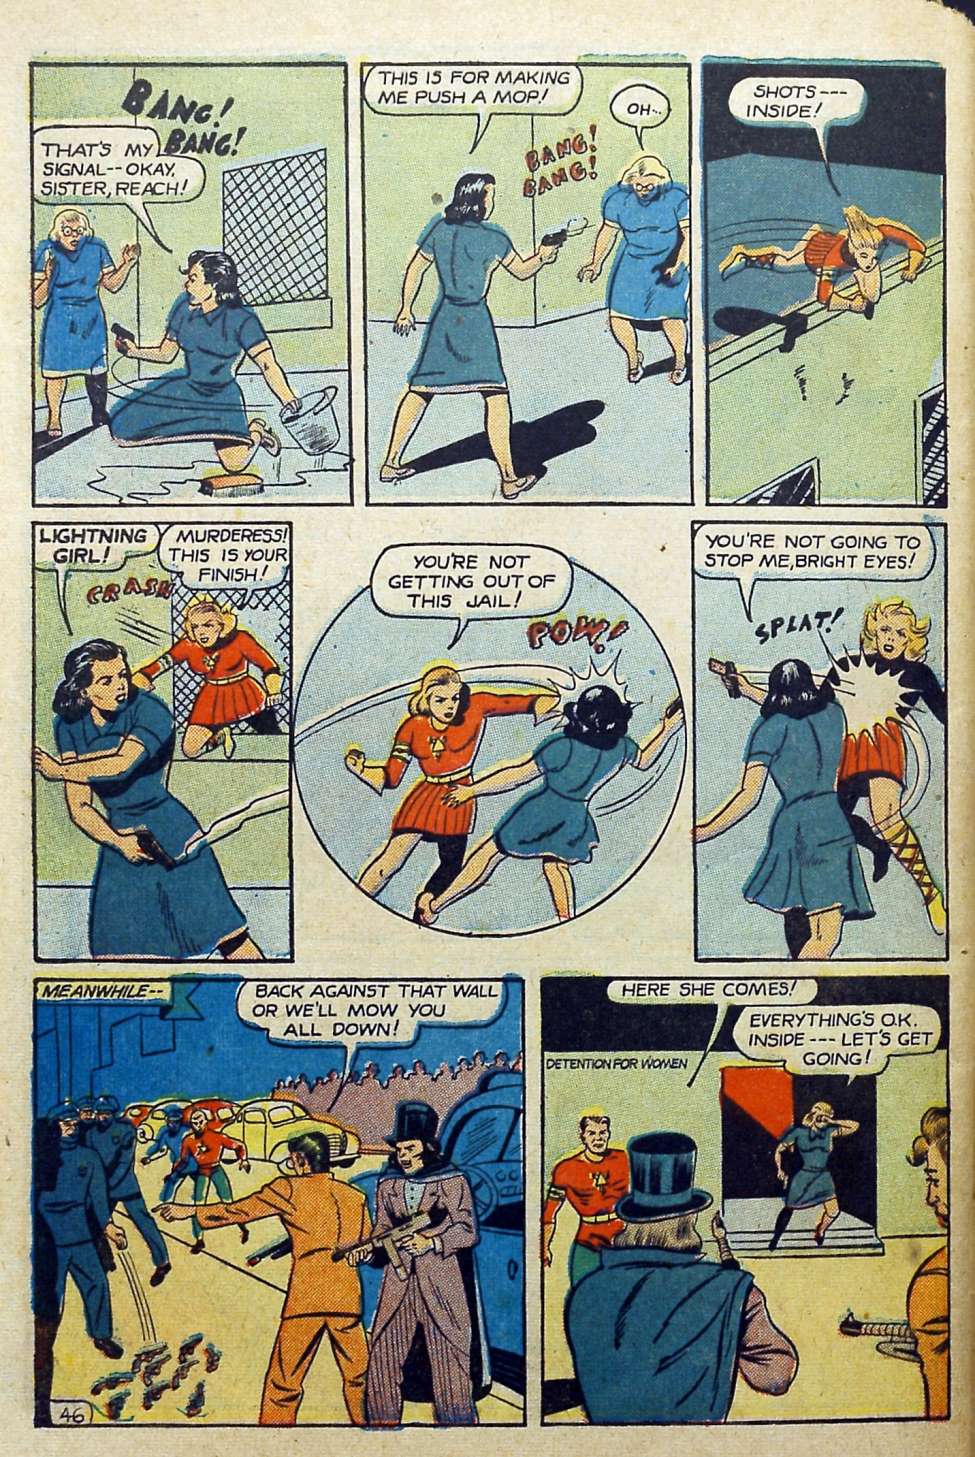 BANG!
BANG!
THAT'S MY
SIGNAL--OKAY,
SISTER, REACH!
THIS IS FOR MAKING
ME PUSH A MOP!
BANG!
BANG!
OH--
SHOTS---
INSIDE!
LIGHTNING
GIRL!
CRASH
MURDERESS!
THIS IS YOUR
FINISH!
YOU'RE NOT
GETTING OUT OF
THIS JAIL!
POW!
YOU'RE NOT GOING TO
STOP ME, BRIGHT EYES!
SPLAT!
MEANWHILE--
BACK AGAINST THAT WALL
OR WE'LL MOW YOU
ALL DOWN!
HERE SHE COMES!
EVERYTHING'S O.K.
INSIDE---LET'S GET
GOING!
DETENTION FOR WOMEN
46